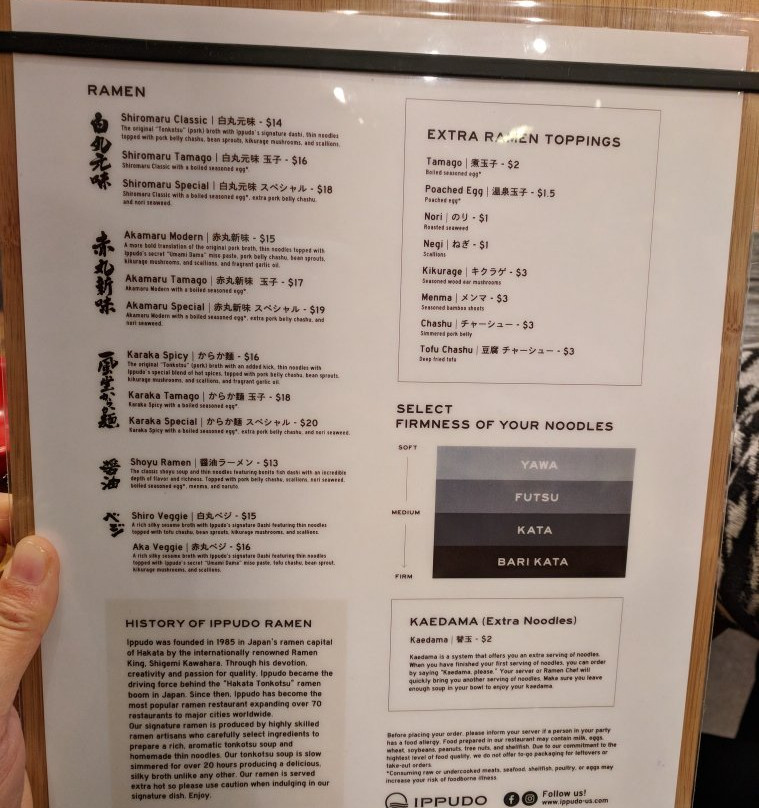 RAMEN
白丸元味
Shiromaru Classic | 白丸元味 - $14
The original "Tonkotsu" (pork) broth with Ippudo's signature dashi, thin noodles
topped with pork belly chashu, bean sprouts, kikurage mushrooms, and scallions.
Shiromaru Tamago | 白丸元味 玉子 - $16
Shiromaru Classic with a boiled seasoned egg*
Shiromaru Special | 白丸元味 スペシャル - $18
Shiromaru Classic with a boiled seasoned egg*, extra pork belly chashu,
and nori seaweed.
赤丸新味
Akamaru Modern | 赤丸新味 - $15
A more bold translation of the original pork broth, thin noodles topped with
Ippudo's secret "Umami Dama" miso paste, pork belly chashu, bean sprouts,
kikurage mushrooms, and scallions, and fragrant garlic oil.
Akamaru Tamago | 赤丸新味 玉子 - $17
Akamaru Modern with a boiled seasoned egg*.
Akamaru Special | 赤丸新味 スペシャル - $19
Akamaru Modern with a boiled seasoned egg*, extra pork belly chashu, and
nori seaweed.
Karaka Spicy | からか麺 - $16
The original "Tonkotsu" (pork) broth with an added kick, thin noodles with
Ippudo's special blend of hot spices, topped with pork belly chashu, bean sprouts,
kikurage mushrooms, and scallions, and fragrant garlic oil.
Karaka Tamago | からか麺 玉子 - $18
Karaka Spicy with a boiled seasoned egg*.
Karaka Special | からか麺 スペシャル - $20
Karaka Spicy with a boiled seasoned egg*, extra pork belly chashu, and nori seaweed.
醤油
Shoyu Ramen | 醤油ラーメン - $13
The classic shoyu soup and thin noodles featuring bonito fish dashi with an incredible
depth of flavor and richness. Topped with pork belly chashu, scallions, nori seaweed,
boiled seasoned egg*, menma, and naruto.
ベジ
Shiro Veggie | 白丸ベジ - $15
A rich silky sesame broth with Ippudo's signature Dashi featuring thin noodles
topped with tofu chashu, bean sprouts, kikurage mushrooms, and scallions.
Aka Veggie | 赤丸ベジ - $16
A rich silky sesame broth with Ippudo's signature Dashi featuring thin noodles
topped with Ippudo's secret "Umami Dama" miso paste, tofu chashu, bean sprout,
kikurage mushrooms, and scallions.
HISTORY OF IPPUDO RAMEN
Ippudo was founded in 1985 in Japan's ramen capital
of Hakata by the internationally renowned Ramen
King, Shigemi Kawahara. Through his devotion,
creativity and passion for quality. Ippudo became the
driving force behind the "Hakata Tonkotsu" ramen
boom in Japan. Since then, Ippudo has become the
most popular ramen restaurant expanding over 70
restaurants to major cities worldwide.
Our signature ramen is produced by highly skilled
ramen artisans who carefully select ingredients to
prepare a rich, aromatic tonkotsu soup and
homemade thin noodles. Our tonkotsu soup is slow
simmered for over 20 hours producing a delicious,
silky broth unlike any other. Our ramen is served
extra hot so please use caution when indulging in our
signature dish. Enjoy.
EXTRA RAMEN TOPPINGS
Tamago | 煮玉子 - $2
Boiled seasoned egg*
Poached Egg | 温泉玉子 - $1.5
Poached egg*
Nori | のり - $1
Roasted seaweed
Negi | ねぎ - $1
Scallions
Kikurage | キクラゲ - $3
Seasoned wood ear mushrooms
Menma | メンマ - $3
Seasoned bamboo shoots
Chashu | チャーシュー - $3
Simmered pork belly
Tofu Chashu | 豆腐 チャーシュー - $3
Deep fried tofu
SELECT
FIRMNESS OF YOUR NOODLES
SOFT
MEDIUM
FIRM
YAWA
FUTSU
KATA
BARI KATA
KAEDAMA (Extra Noodles)
Kaedama | 替玉 - $2
Kaedama is a system that offers you an extra serving of noodles.
When you have finished your first serving of noodles, you can order
by saying "Kaedama, please." Your server or Ramen Chef will
quickly bring you another serving of noodles. Make sure you leave
enough soup in your bowl to enjoy your kaedama.
Before placing your order, please inform your server if a person in your party
has a food allergy. Food prepared in our restaurant may contain milk, eggs,
wheat, soybeans, peanuts, tree nuts, and shellfish. Due to our commitment to the
highest level of food quality, we do not offer to-go packaging for leftovers or
take-out orders.
*Consuming raw or undercooked meats, seafood, shellfish, poultry, or eggs may
increase your risk of foodborne illness.
IPPUDO
Follow us!
www.ippudo-us.com